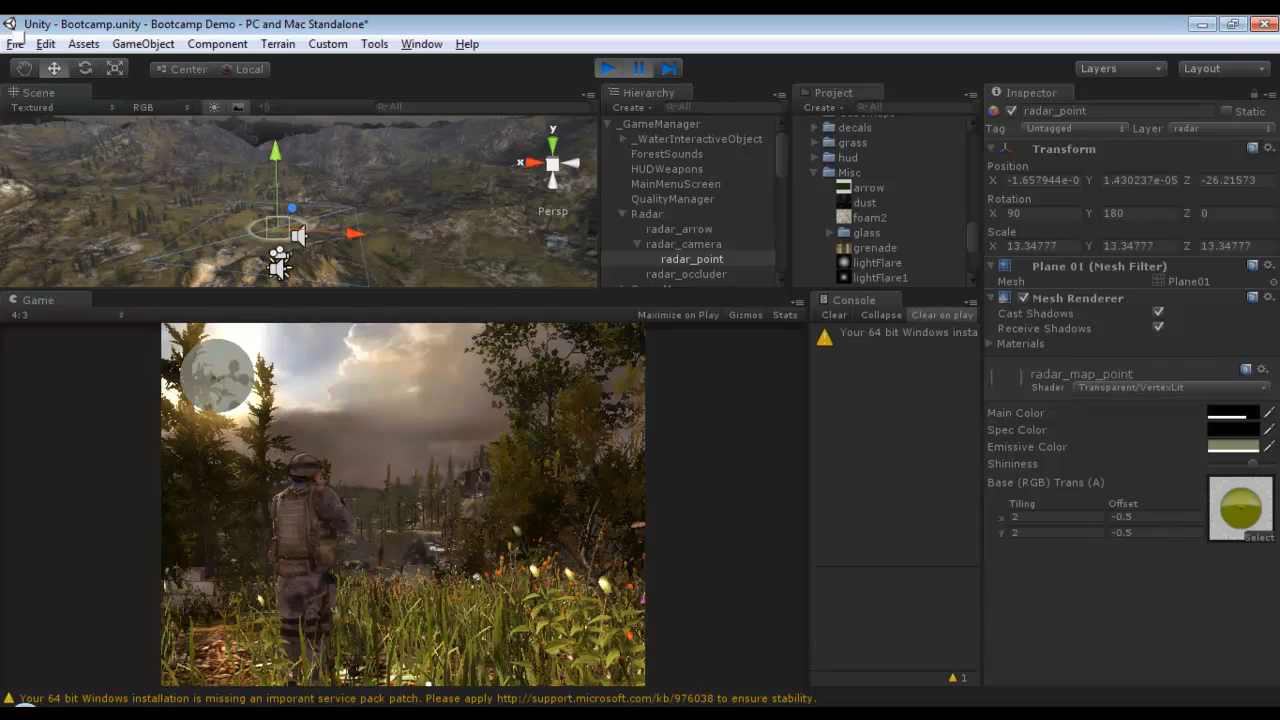 Unity - Bootcamp.unity - Bootcamp Demo - PC and Mac Standalone*
File Edit Assets GameObject Component Terrain Custom Tools Window Help
Center Local
Layers Layout
Scene
Textured RGB All
y
x
Persp
Hierarchy
Create All
_GameManager
_WaterInteractiveObject
ForestSounds
HUDWeapons
MainMenuScreen
QualityManager
Radar
radar_arrow
radar_camera
radar_point
radar_occluder
Project
Create All
decals
grass
hud
Misc
arrow
dust
foam2
glass
grenade
lightFlare
lightFlare1
Inspector
radar_point Static
Tag Untagged Layer radar
Transform
Position
X -1.657944e-0 Y 1.430237e-05 Z -26.21573
Rotation
X 90 Y 180 Z 0
Scale
X 13.34777 Y 13.34777 Z 13.34777
Plane 01 (Mesh Filter)
Mesh Plane01
Mesh Renderer
Cast Shadows
Receive Shadows
Materials
radar_map_point
Shader Transparent/VertexLit
Main Color
Spec Color
Emissive Color
Shininess
Base (RGB) Trans (A)
Tiling Offset
x 2 -0.5
y 2 -0.5
Select
Game
4:3 Maximize on Play Gizmos Stats
Console
Clear Collapse Clear on play
Your 64 bit Windows insta
1
Your 64 bit Windows installation is missing an imporant service pack patch. Please apply http://support.microsoft.com/kb/976038 to ensure stability.